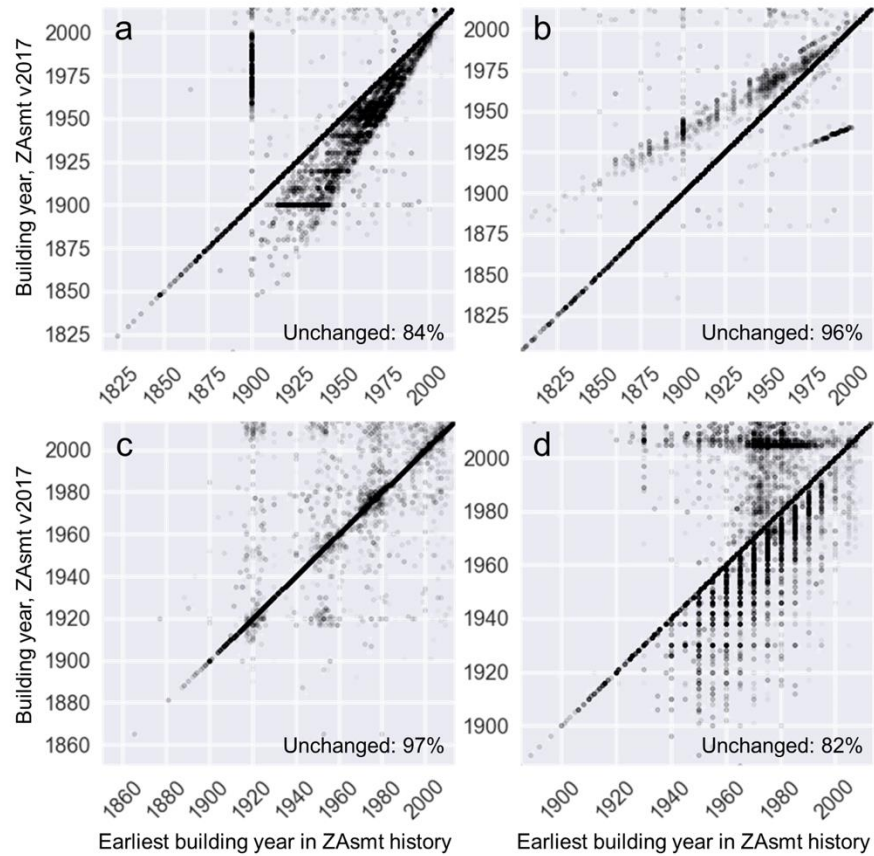 a
b
2000
1975
1950
1925
1900
1875
1850
1825
Building year, ZAsmt v2017
Unchanged: 84%
1825 1850 1875 1900 1925 1950 1975 2000
2000
1975
1950
1925
1900
1875
1850
1825
Unchanged: 96%
1825 1850 1875 1900 1925 1950 1975 2000
c
d
2000
1980
1960
1940
1920
1900
1880
1860
Building year, ZAsmt v2017
Unchanged: 97%
1860 1880 1900 1920 1940 1960 1980 2000
Earliest building year in ZAsmt history
2000
1980
1960
1940
1920
1900
Unchanged: 82%
1900 1920 1940 1960 1980 2000
Earliest building year in ZAsmt history